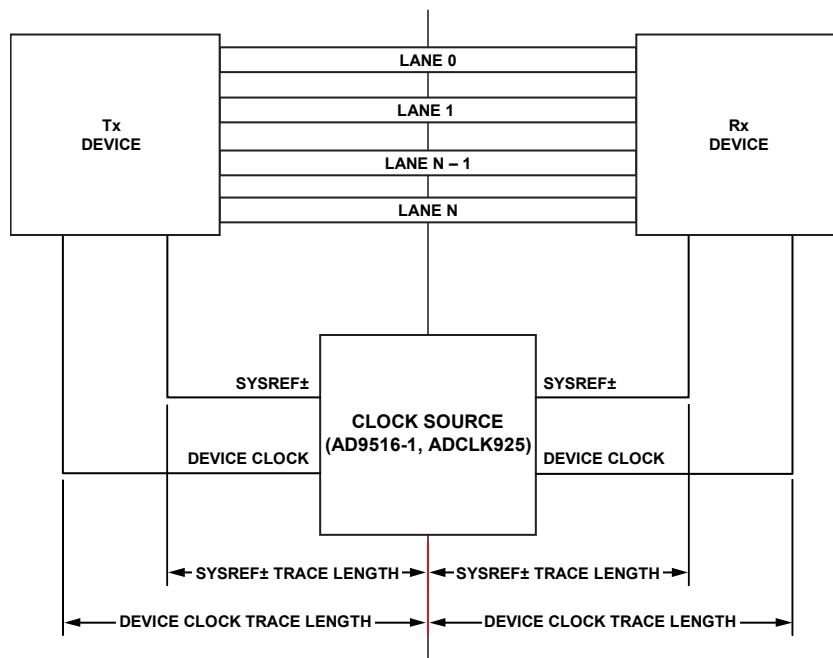 LANE 0
LANE 1
LANE N – 1
LANE N
Tx
DEVICE
Rx
DEVICE
SYSREF±
SYSREF±
CLOCK SOURCE
(AD9516-1, ADCLK925)
DEVICE CLOCK
DEVICE CLOCK
SYSREF± TRACE LENGTH
SYSREF± TRACE LENGTH
DEVICE CLOCK TRACE LENGTH
DEVICE CLOCK TRACE LENGTH